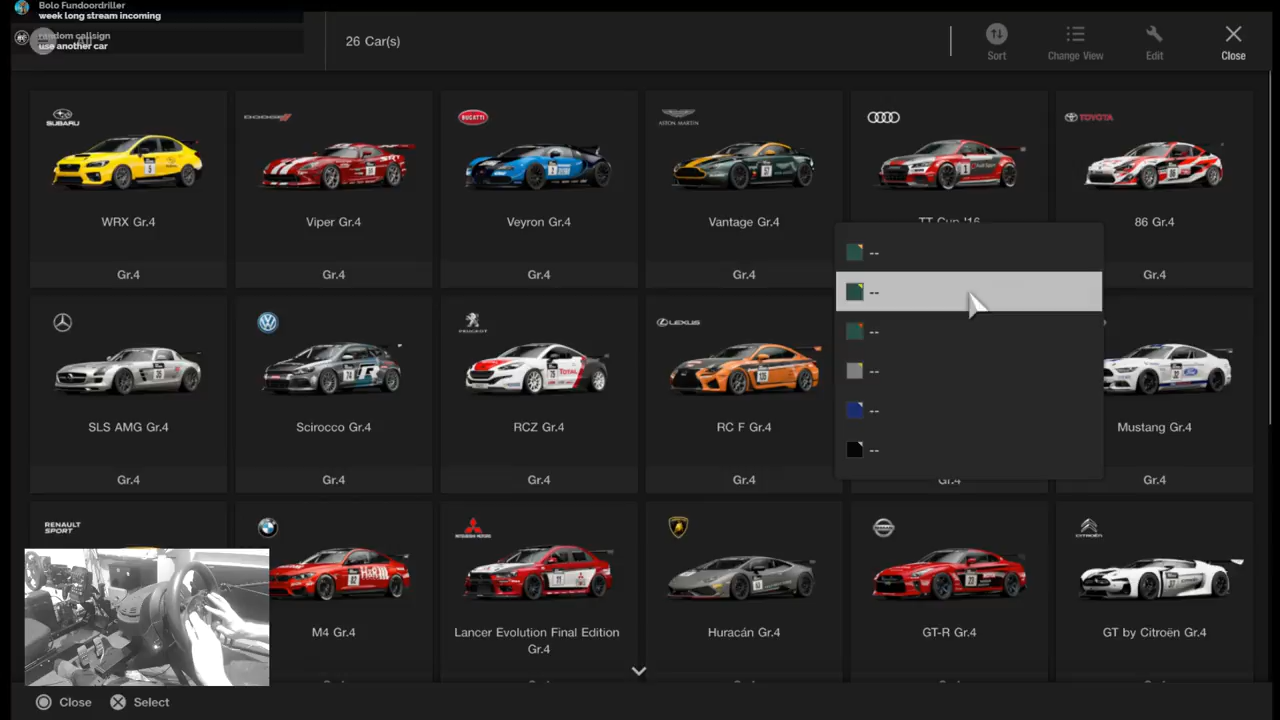 Bolo Fundoordriller
week long stream incoming
random callsign
use another car
26 Car(s)
Sort
Change View
Edit
Close
SUBARU
DODGE
BUGATTI
ASTON MARTIN
TOYOTA
WRX Gr.4
Viper Gr.4
Veyron Gr.4
Vantage Gr.4
TT Cup '16
86 Gr.4
Gr.4
Gr.4
Gr.4
Gr.4
Gr.4
--
--
--
--
--
--
PEUGEOT
LEXUS
SLS AMG Gr.4
Scirocco Gr.4
RCZ Gr.4
RC F Gr.4
Mustang Gr.4
Gr.4
Gr.4
Gr.4
Gr.4
Gr.4
Gr.4
RENAULT
SPORT
MITSUBISHI MOTORS
NISSAN
CITROËN
M4 Gr.4
Lancer Evolution Final Edition
Gr.4
Huracán Gr.4
GT-R Gr.4
GT by Citroën Gr.4
Close
Select